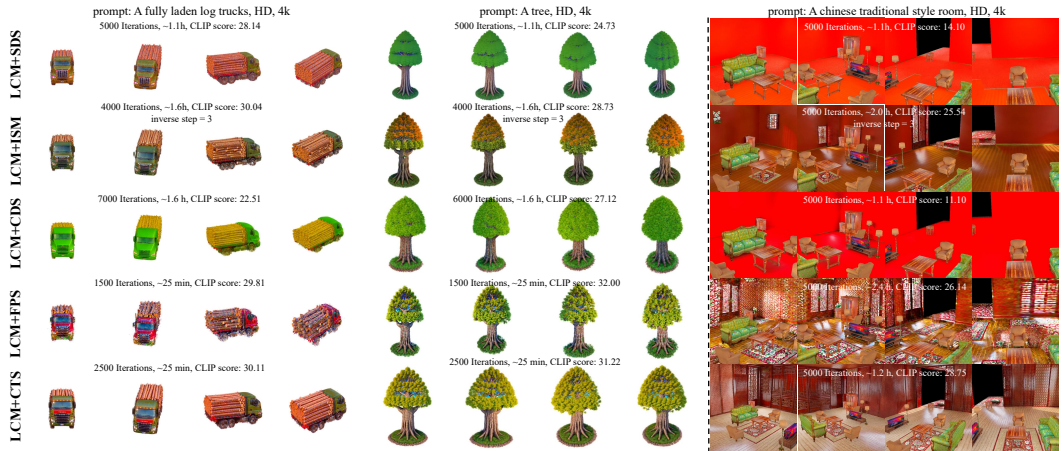 prompt: A fully laden log trucks, HD, 4k
prompt: A tree, HD, 4k
prompt: A chinese traditional style room, HD, 4k
LCM+SDS
5000 Iterations, ~1.1h, CLIP score: 28.14
5000 Iterations, ~1.1h, CLIP score: 24.73
5000 Iterations, ~1.1h, CLIP score: 14.10
LCM+ISM
4000 Iterations, ~1.6h, CLIP score: 30.04
inverse step = 3
4000 Iterations, ~1.6h, CLIP score: 28.73
inverse step = 3
5000 Iterations, ~2.0 h, CLIP score: 25.54
inverse step = 3
LCM+CDS
7000 Iterations, ~1.6 h, CLIP score: 22.51
6000 Iterations, ~1.6 h, CLIP score: 27.12
5000 Iterations, ~1.1 h, CLIP score: 11.10
LCM+FPS
1500 Iterations, ~25 min, CLIP score: 29.81
1500 Iterations, ~25 min, CLIP score: 32.00
5000 Iterations, ~2.4 h, CLIP score: 26.14
LCM+CTS
2500 Iterations, ~25 min, CLIP score: 30.11
2500 Iterations, ~25 min, CLIP score: 31.22
5000 Iterations, ~1.2 h, CLIP score: 28.75